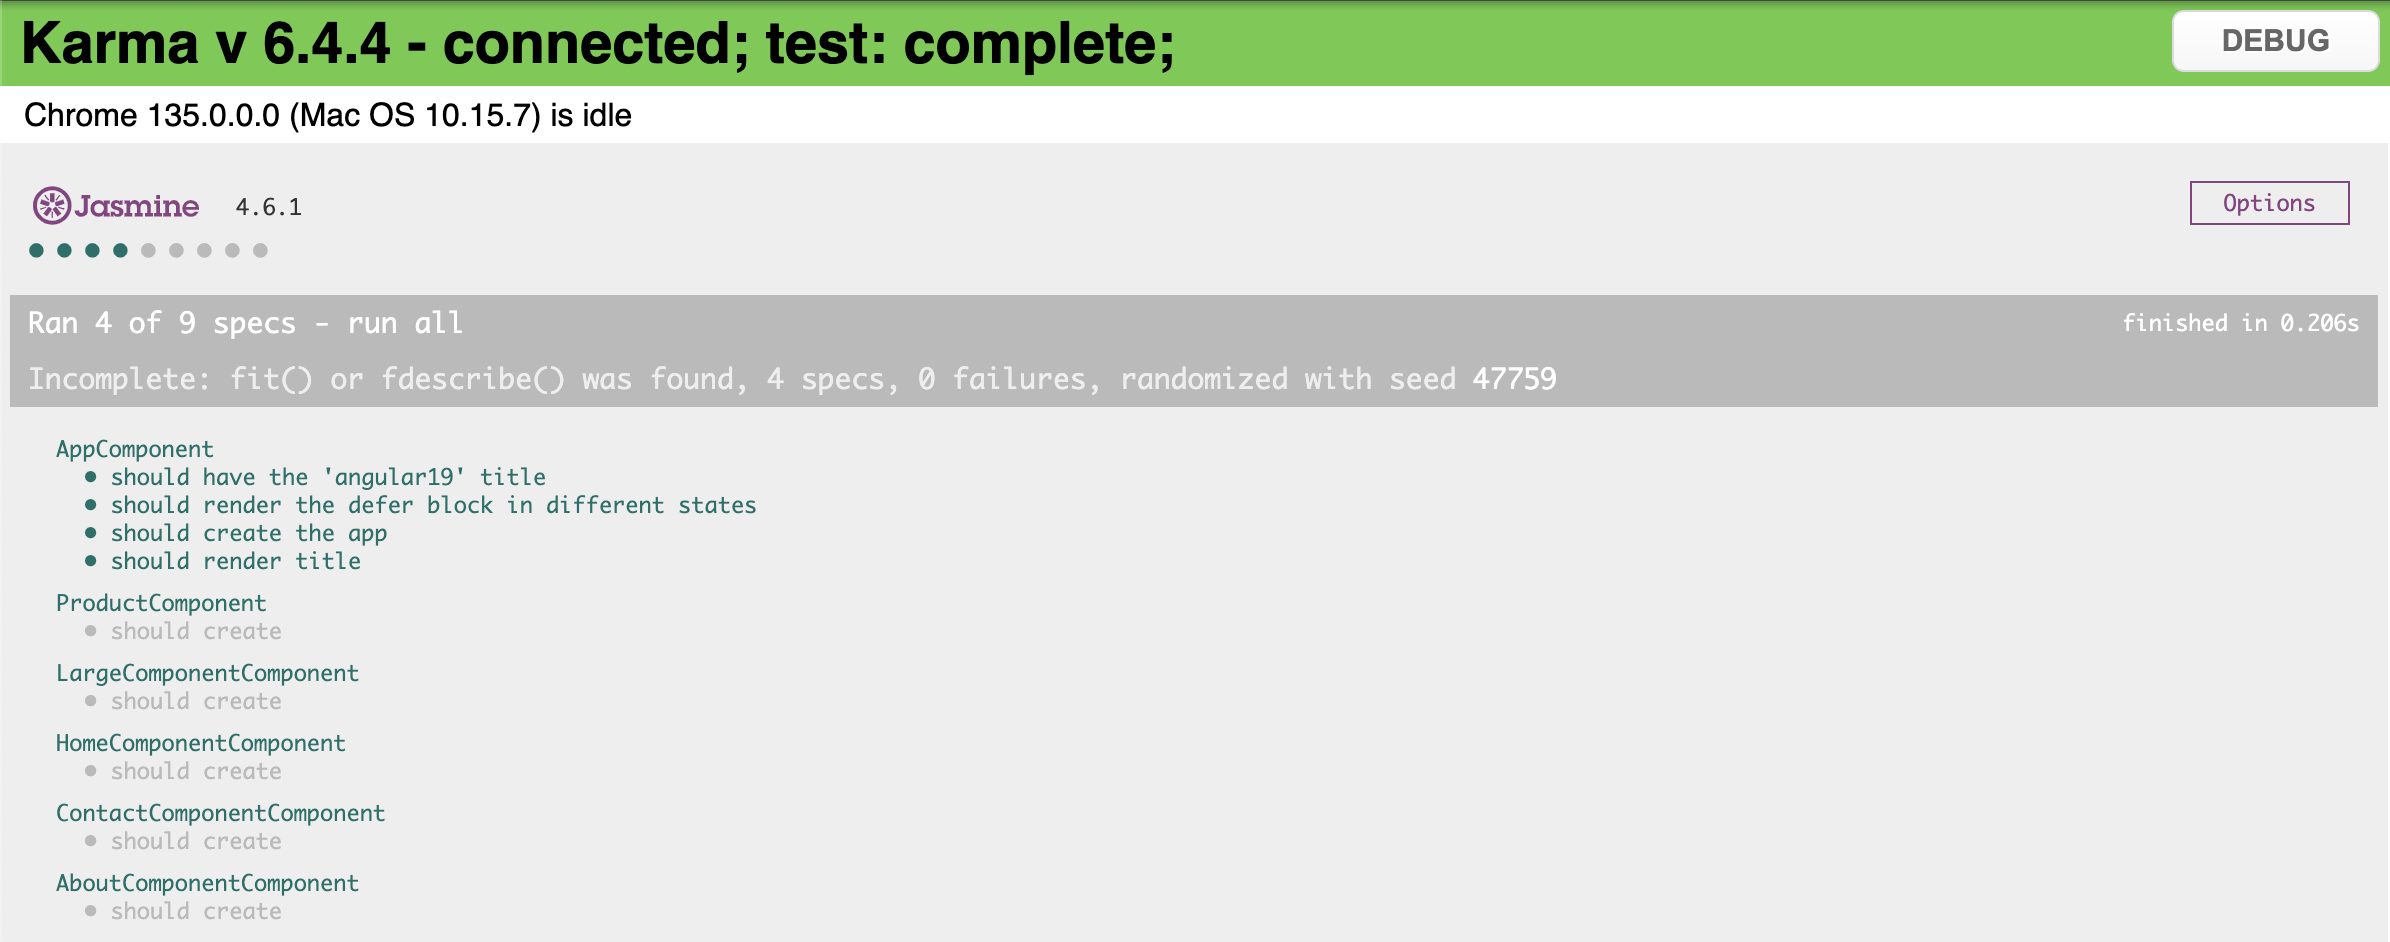 Karma v 6.4.4 - connected; test: complete;
DEBUG
Chrome 135.0.0.0 (Mac OS 10.15.7) is idle
Jasmine 4.6.1
Options
Ran 4 of 9 specs - run all
finished in 0.206s
Incomplete: fit() or fdescribe() was found, 4 specs, 0 failures, randomized with seed 47759
AppComponent
• should have the 'angular19' title
• should render the defer block in different states
• should create the app
• should render title
ProductComponent
• should create
LargeComponentComponent
• should create
HomeComponentComponent
• should create
ContactComponentComponent
• should create
AboutComponentComponent
• should create